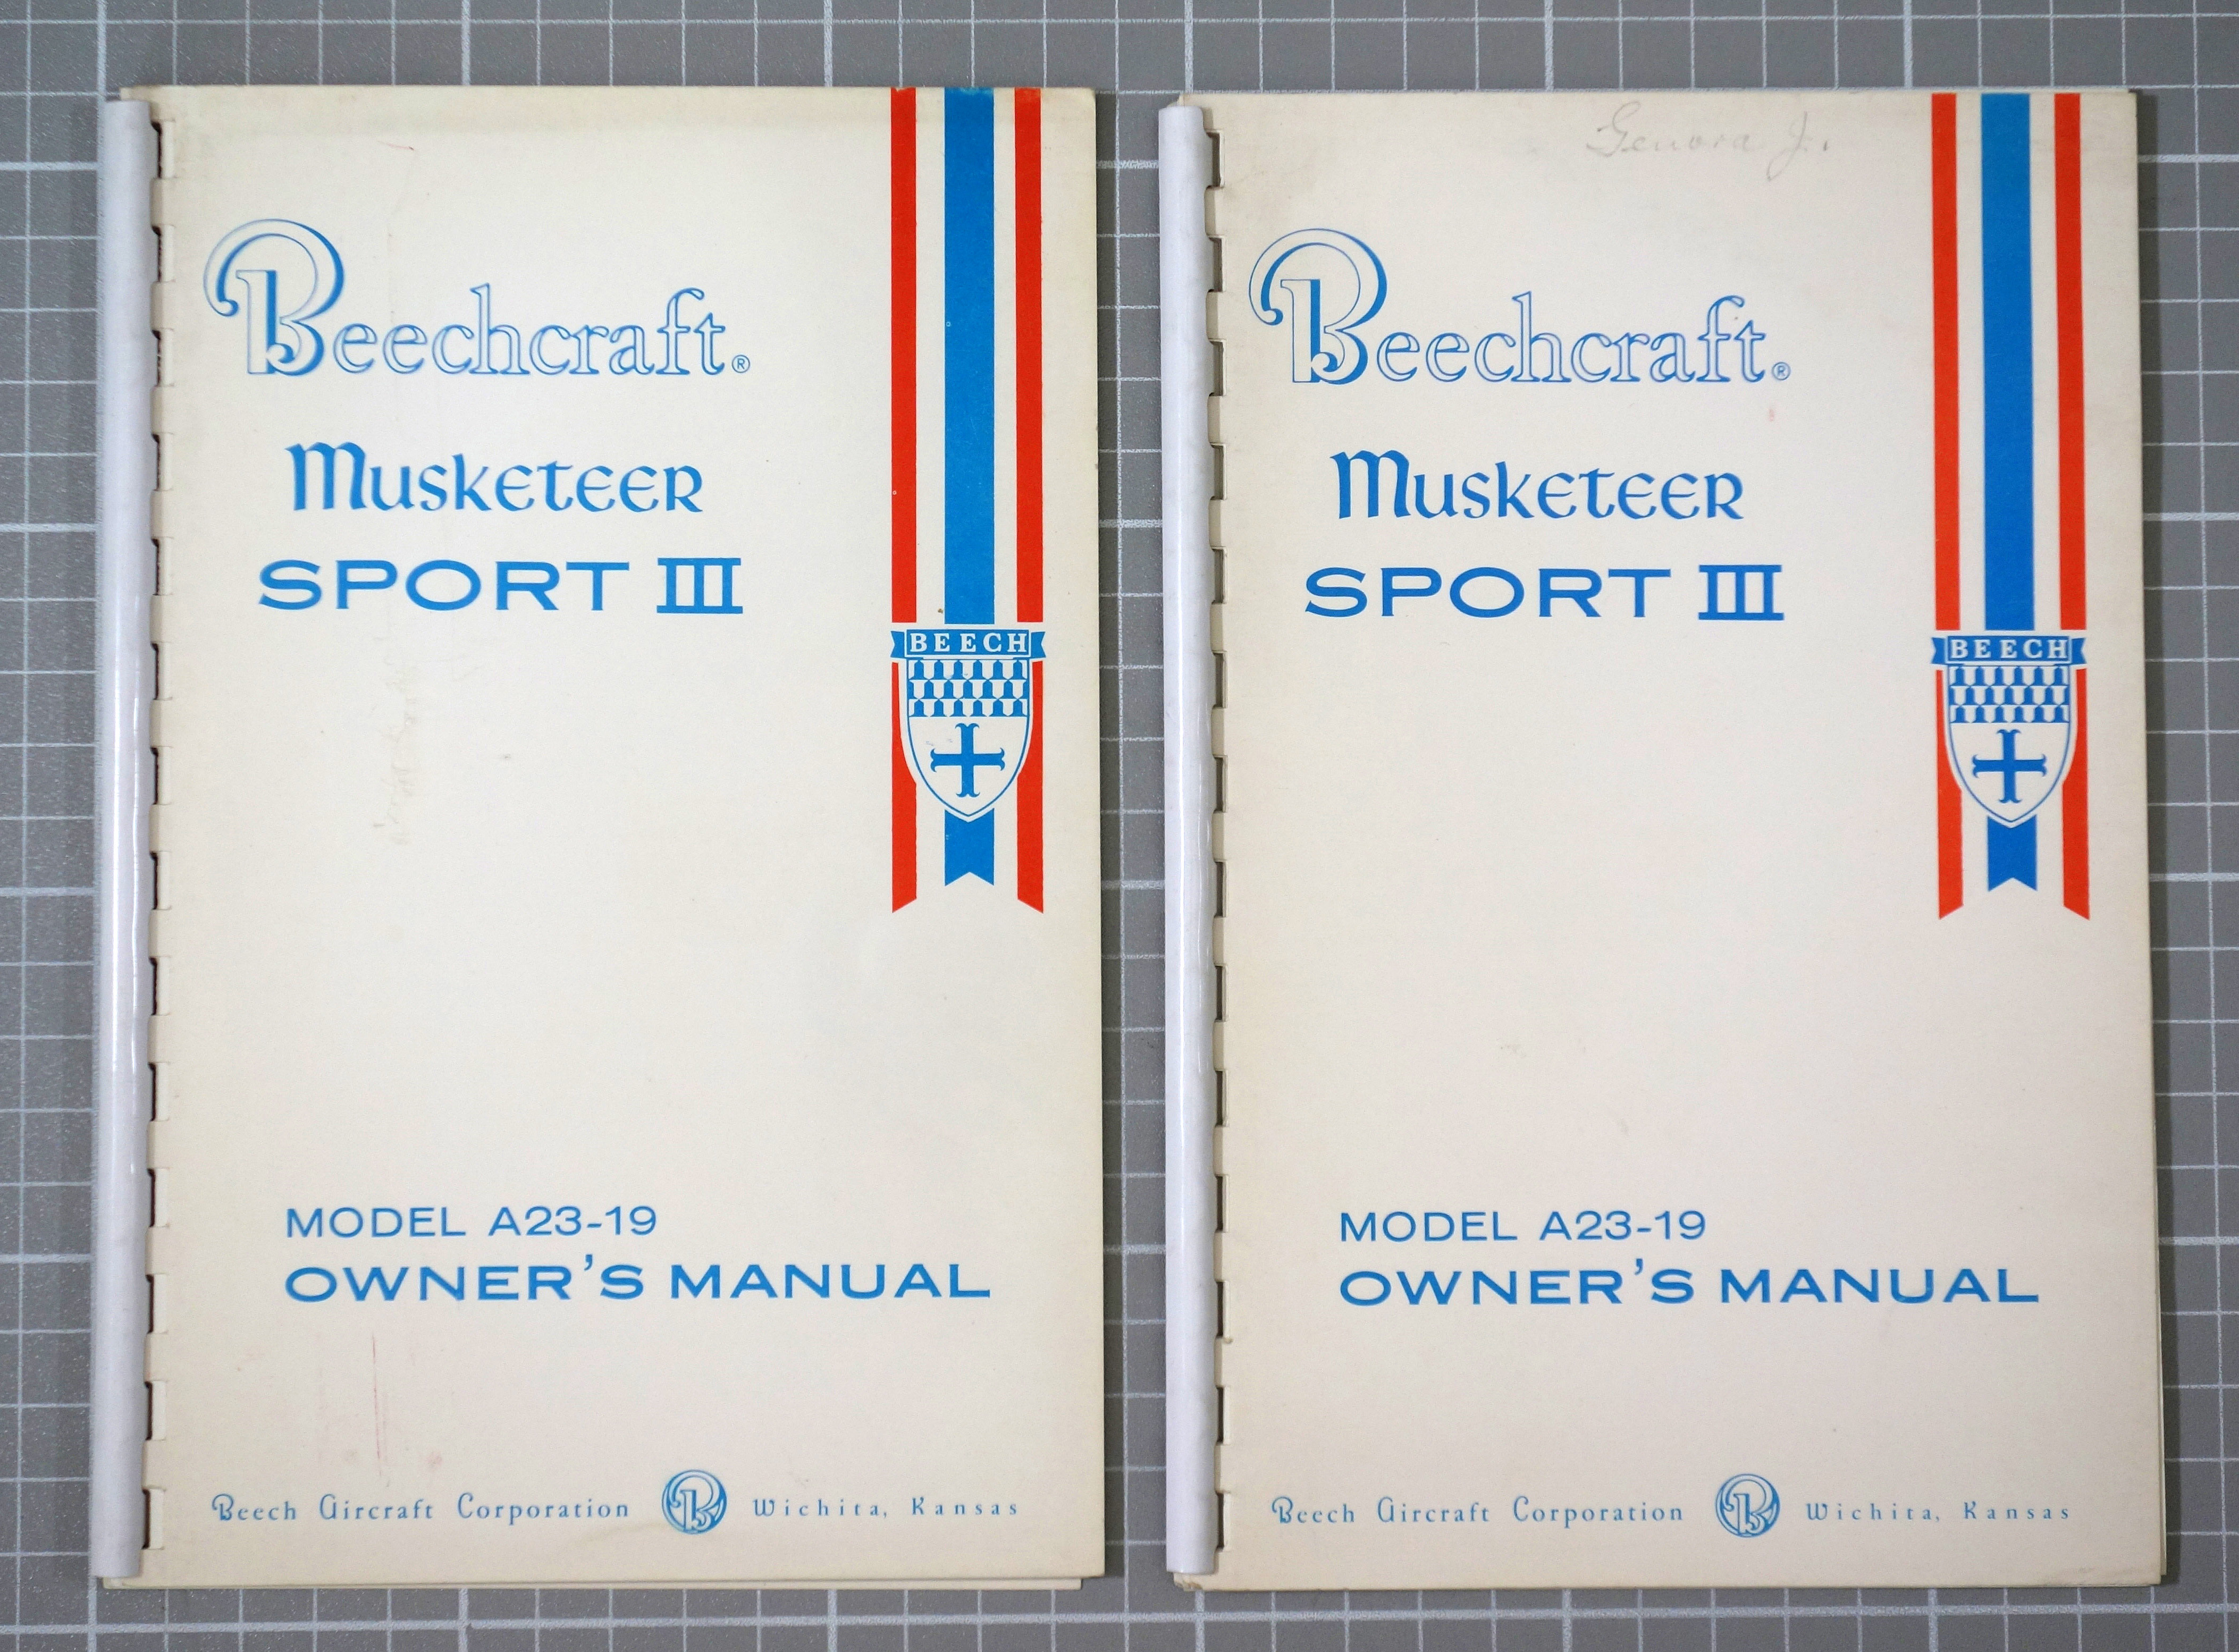 Beechcraft®
Musketeer
SPORT III
BEECH
MODEL A23-19
OWNER'S MANUAL
Beech Aircraft Corporation B Wichita, Kansas
Genora J.
Beechcraft®
Musketeer
SPORT III
BEECH
MODEL A23-19
OWNER'S MANUAL
Beech Aircraft Corporation B Wichita, Kansas